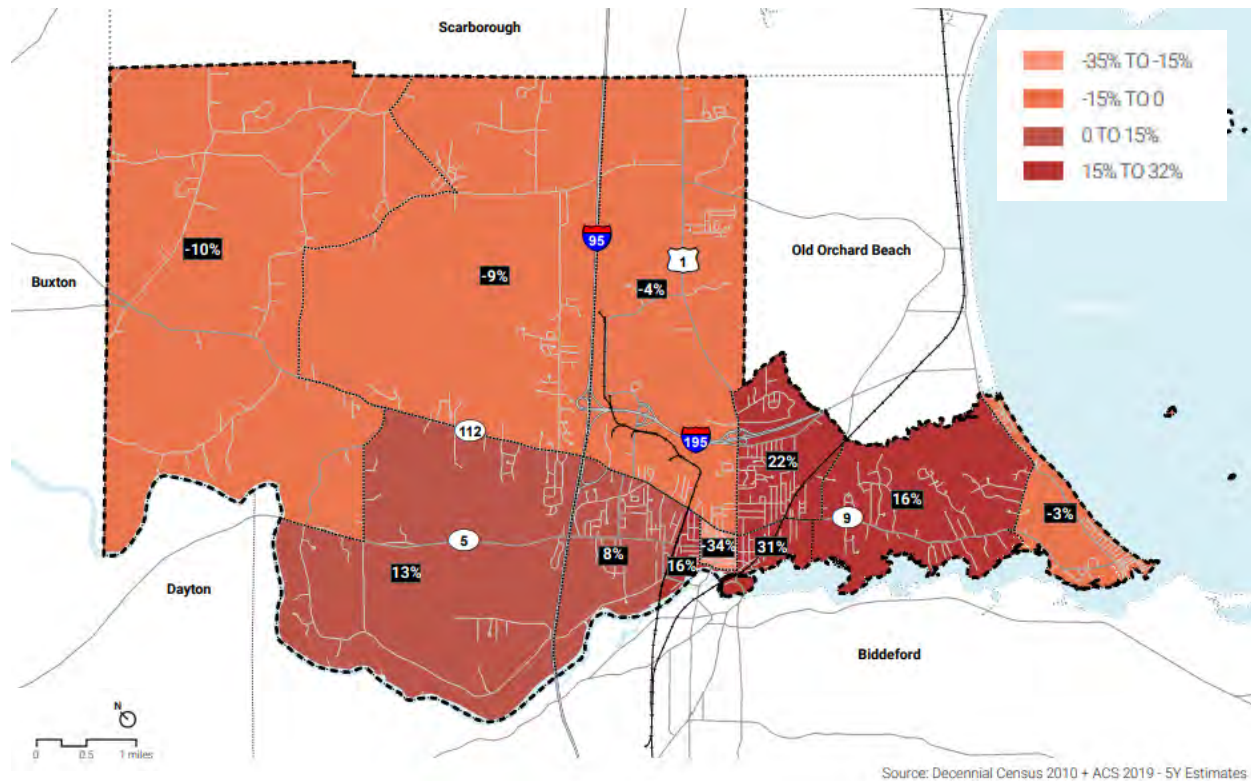 Scarborough
-35% TO -15%
-15% TO 0
0 TO 15%
15% TO 32%
95
-10%
Old Orchard Beach
1
-9%
Buxton
-4%
112
195
22%
16%
9
-3%
5
8%
-34%
31%
13%
16%
Dayton
Biddeford
N
0 0.5 1 miles
Source: Decennial Census 2010 + ACS 2019 - 5Y Estimates